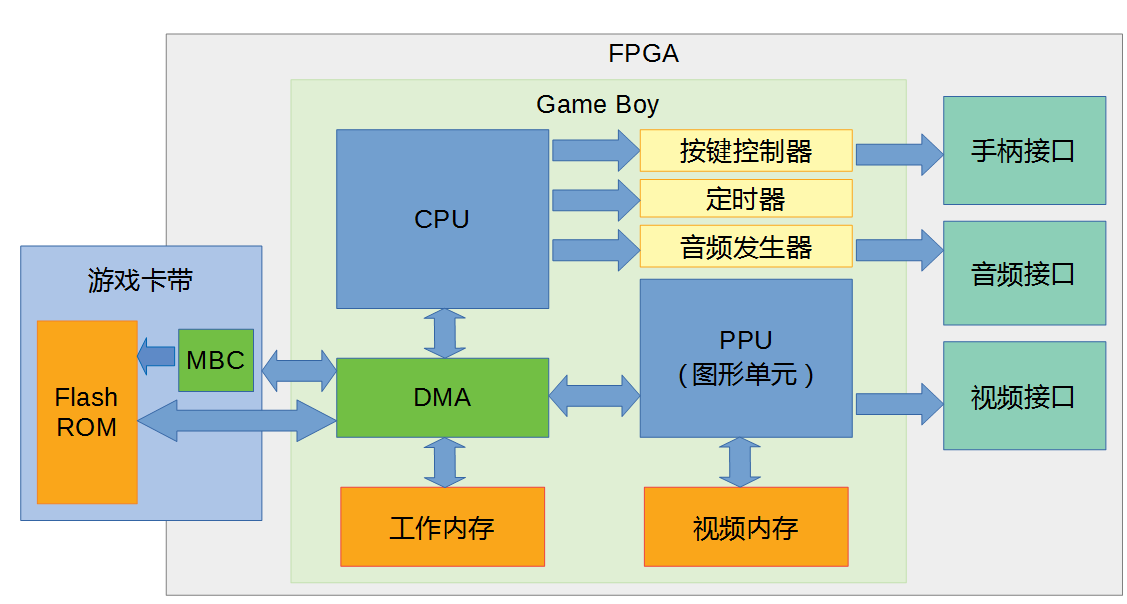 FPGA
Game Boy
CPU
按键控制器
定时器
音频发生器
手柄接口
音频接口
视频接口
游戏卡带
MBC
Flash
ROM
DMA
PPU
（图形单元）
工作内存
视频内存